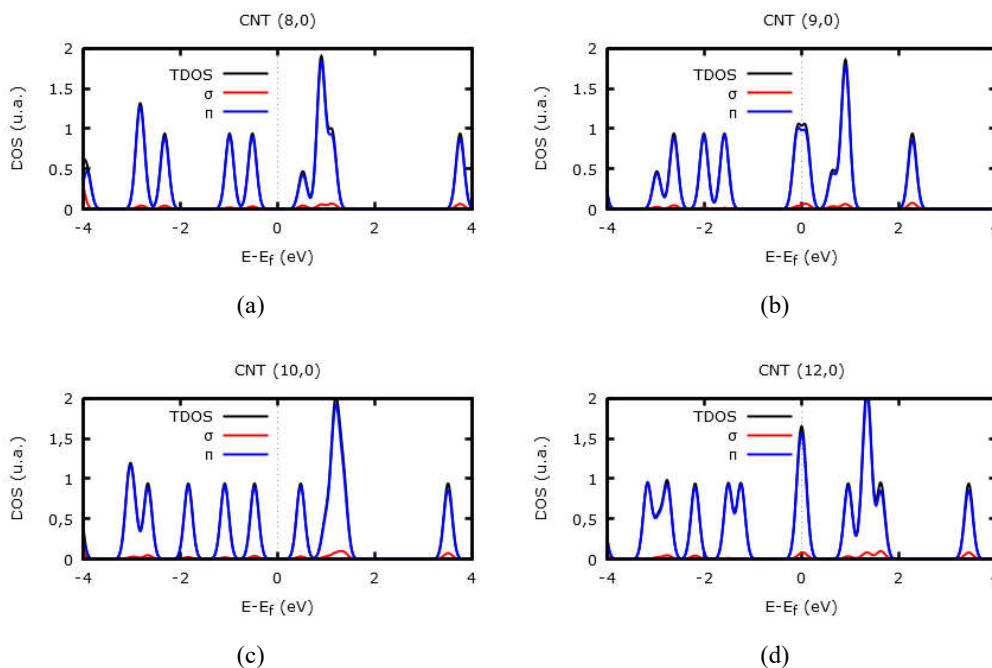 CNT (8,0)
2
1.5
1
0.5
0
DOS (u.a.)
TDOS
σ
π
-4 -2 0 2 4
E-Ef (eV)
(a)
CNT (9,0)
2
1.5
1
0.5
0
DOS (u.a.)
TDOS
σ
π
-4 -2 0 2 4
E-Ef (eV)
(b)
CNT (10,0)
2
1,5
1
0,5
0
DOS (u.a.)
TDOS
σ
π
-4 -2 0 2 4
E-Ef (eV)
(c)
CNT (12,0)
2
1,5
1
0,5
0
DOS (u.a.)
TDOS
σ
π
-4 -2 0 2 4
E-Ef (eV)
(d)